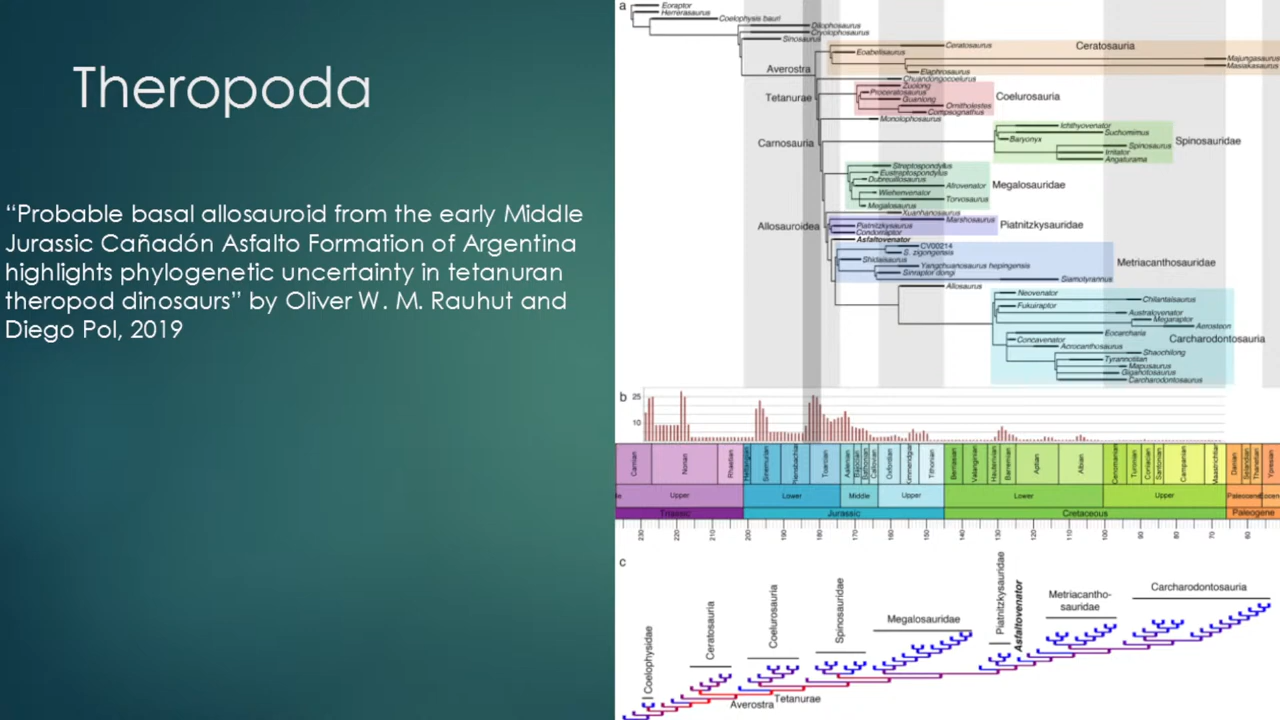 Theropoda
“Probable basal allosauroid from the early Middle
Jurassic Cañadón Asfalto Formation of Argentina
highlights phylogenetic uncertainty in tetanuran
theropod dinosaurs” by Oliver W. M. Rauhut and
Diego Pol, 2019
a
Eoraptor
Herrerasaurus
Coelophysis bauri
Dilophosaurus
Cryolophosaurus
Sinosaurus
Ceratosaurus
Ceratosauria
Eoabelisaurus
Majungasaurus
Masiakasaurus
Averostra
Elaphrosaurus
Chuandongocoelurus
Zuolong
Tetanurae
Proceratosaurus
Coelurosauria
Guanlong
Ornitholestes
Compsognathus
Monolophosaurus
Ichthyovenator
Suchomimus
Carnosauria
Baryonyx
Spinosauridae
Spinosaurus
Irritator
Angaturama
Streptospondylus
Eustreptospondylus
Dubreuillosaurus
Afrovenator
Megalosauridae
Wiehenvenator
Torvosaurus
Megalosaurus
Xuanhanosaurus
Marshosaurus
Allosauroidea
Piatnitzkysaurus
Piatnitzkysauridae
Condorraptor
Asfaltovenator
CV00214
S. zigongensis
Shidaisaurus
Metriacanthosauridae
Yangchuanosaurus hepingensis
Sinraptor dongi
Siamotyrannus
Allosaurus
Neovenator
Chilantaisaurus
Fukuiraptor
Australovenator
Megaraptor
Aerosteon
Eocarcharia
Concavenator
Carcharodontosauria
Acrocanthosaurus
Shaochilong
Tyrannotitan
Mapusaurus
Giganotosaurus
Carcharodontosaurus
b
25
10
Carnian Norian Rhaetian Hettangian Sinemurian Toarcian Aalenian Bajocian Bathonian Callovian Oxfordian Tithonian Berriasian Valanginian Hauterivian Barremian Aptian Albian Cenomanian Turonian Coniacian Santonian Campanian Maastrichtian Danian Selandian Thanetian Ypresian
Upper Lower Middle Upper Lower Upper Paleocene
Triassic Jurassic Cretaceous Paleogene
230 220 210 200 190 180 170 160 150 140 130 120 110 100 90 80 70 60
c
Coelophysidae
Ceratosauria
Coelurosauria
Spinosauridae
Megalosauridae
Piatnitzkysauridae
Asfaltovenator
Metriacantho-
sauridae
Carcharodontosauria
Averostra
Tetanurae